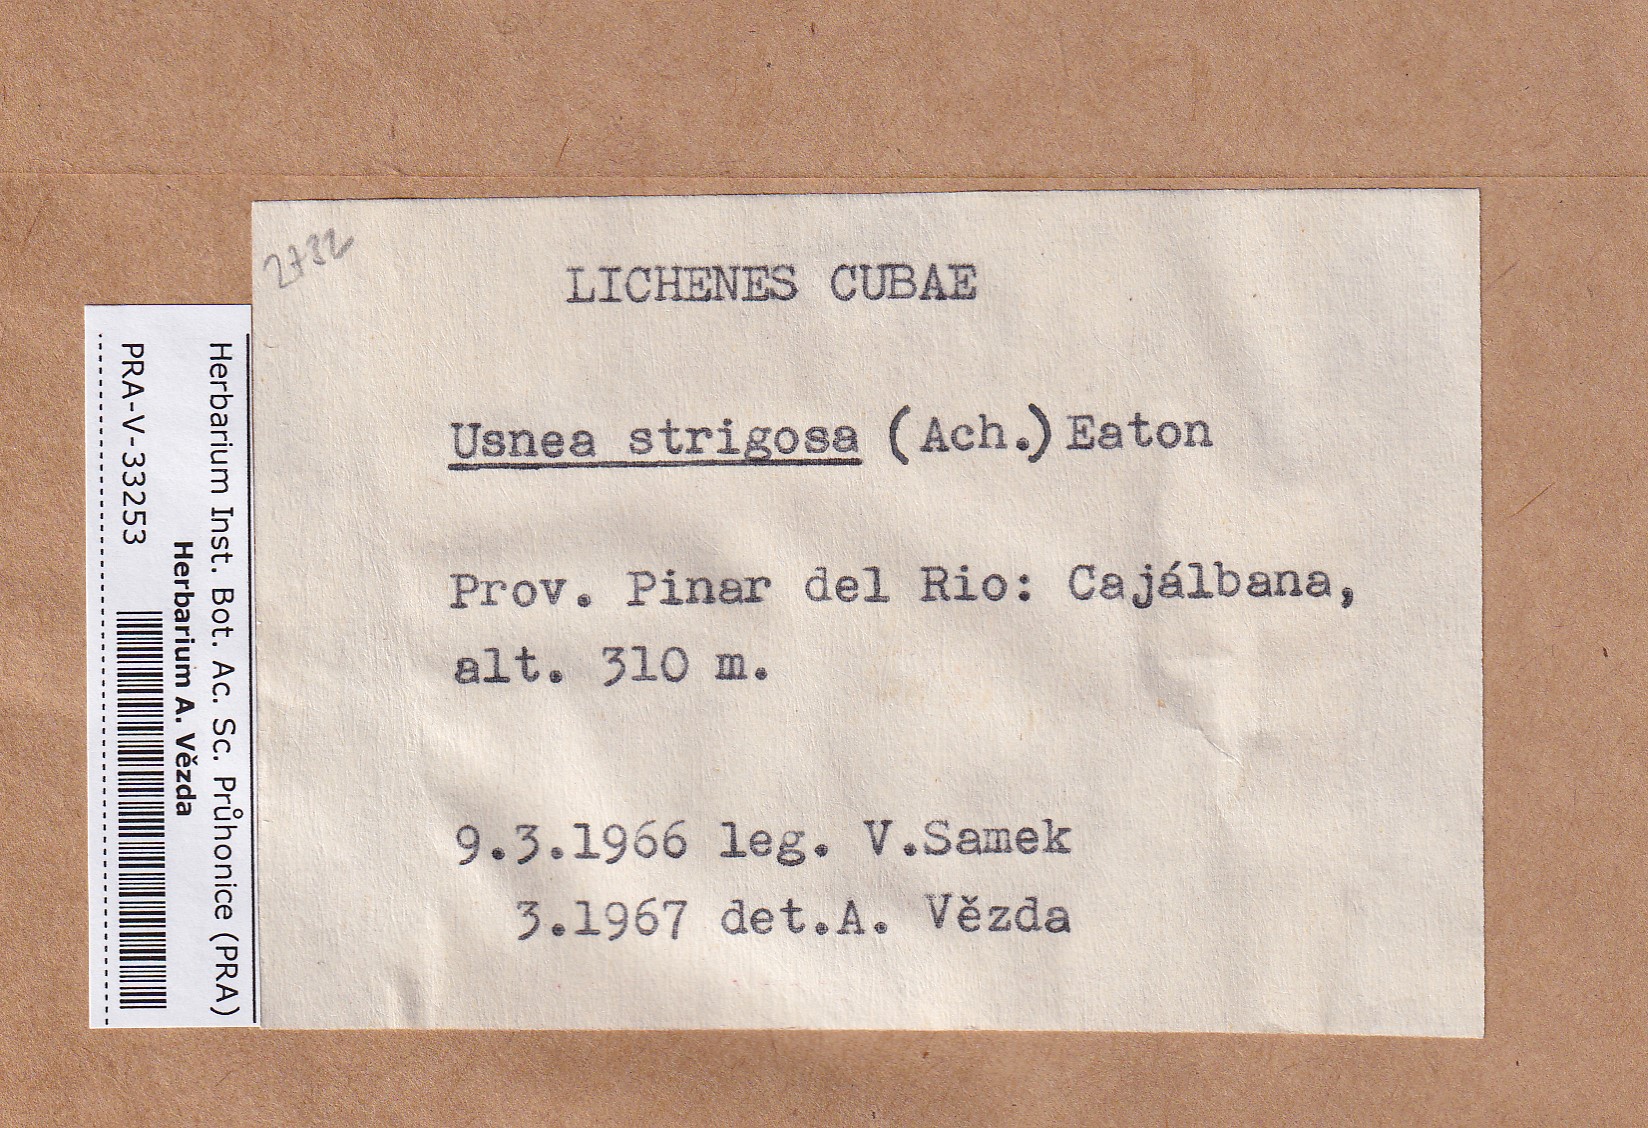 2732
LICHENES CUBAE
Usnea strigosa (Ach.) Eaton
Prov. Pinar del Rio: Cajálbana,
alt. 310 m.
9.3.1966 leg. V.Samek
3.1967 det.A. Vězda
Herbarium Inst. Bot. Ac. Sc. Průhonice (PRA)
Herbarium A. Vězda
PRA-V-33253